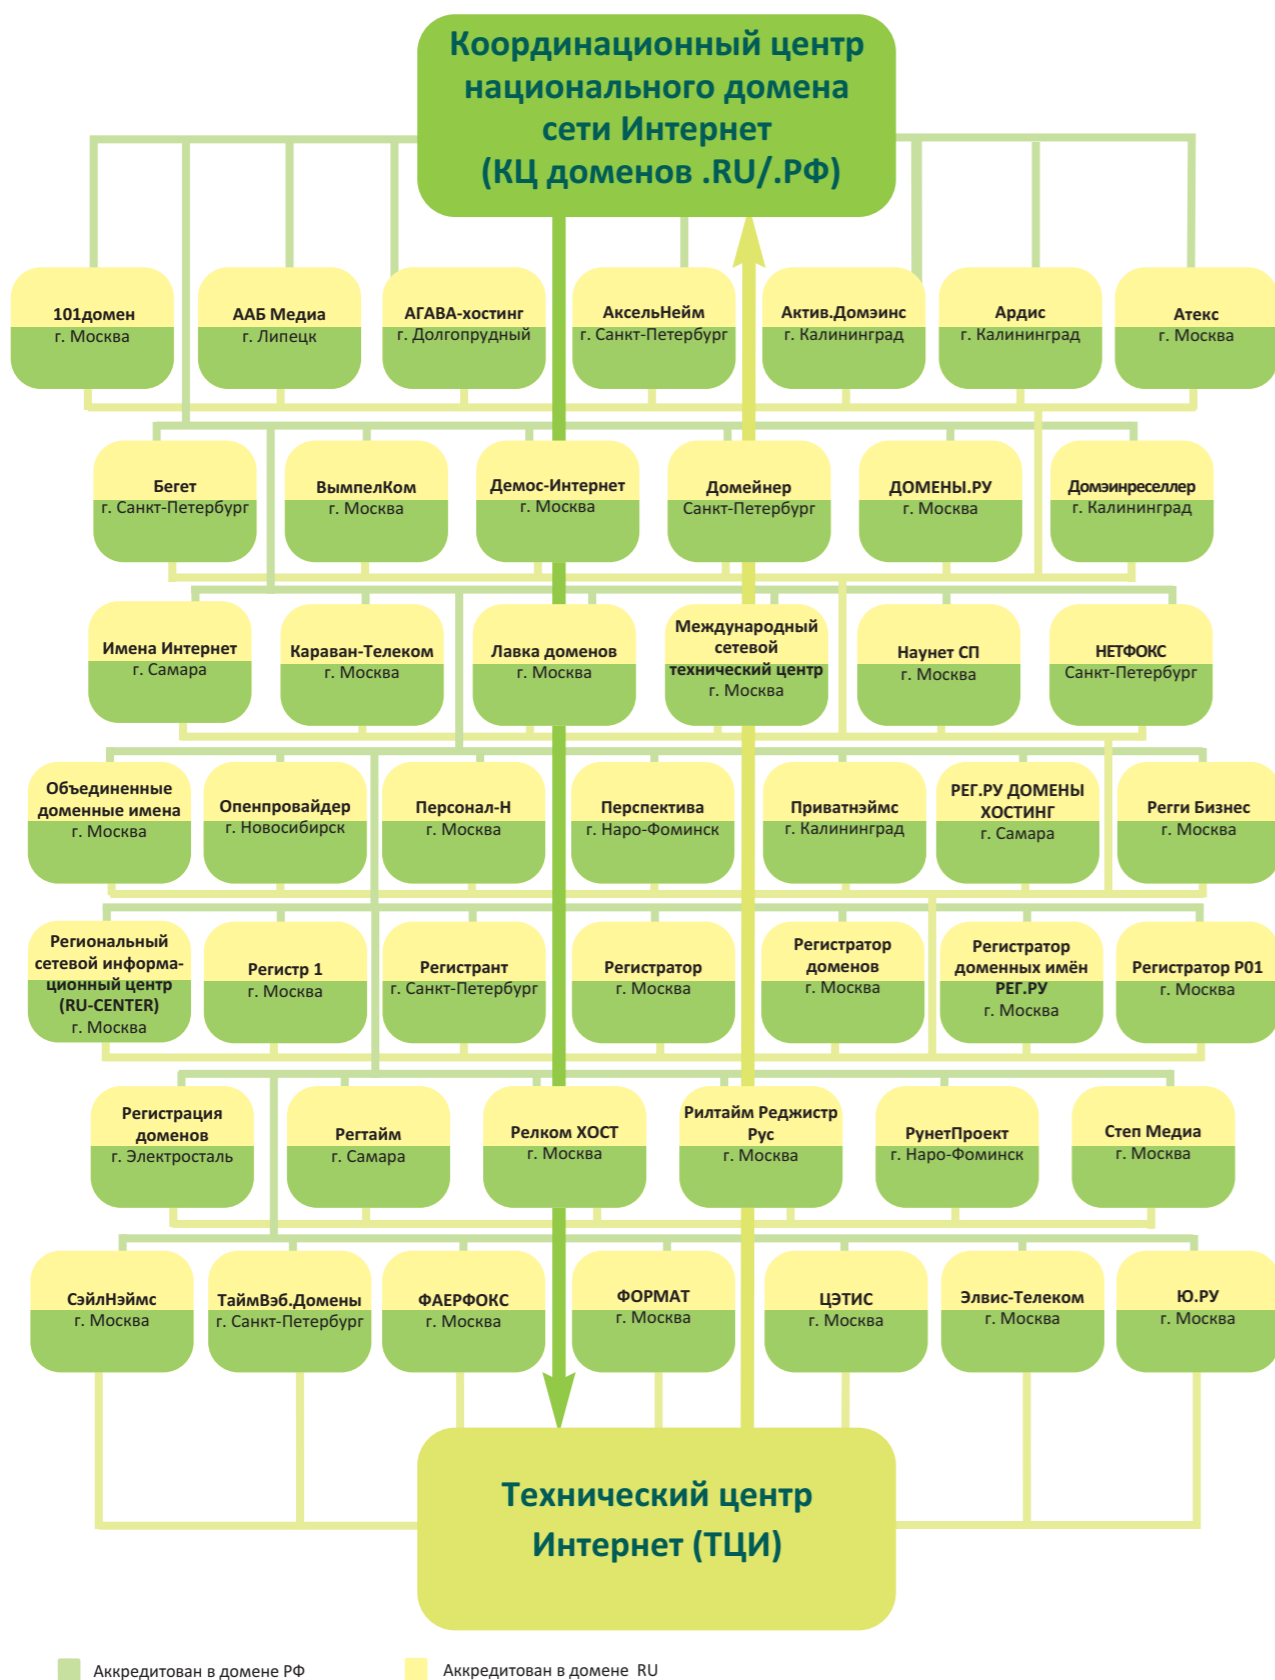 Координационный центр
национального домена
сети Интернет
(КЦ доменов .RU/.РФ)
101домен
г. Москва
ААБ Медиа
г. Липецк
АГАВА-хостинг
г. Долгопрудный
АксельНейм
г. Санкт-Петербург
Актив.Домэинс
г. Калининград
Ардис
г. Калининград
Атекс
г. Москва
Бегет
г. Санкт-Петербург
ВымпелКом
г. Москва
Демос-Интернет
г. Москва
Домейнер
Санкт-Петербург
ДОМЕНЫ.РУ
г. Москва
Домэинреселлер
г. Калининград
Имена Интернет
г. Самара
Караван-Телеком
г. Москва
Лавка доменов
г. Москва
Международный
сетевой
технический центр
г. Москва
Наунет СП
г. Москва
НЕТФОКС
Санкт-Петербург
Объединенные
доменные имена
г. Москва
Опенпровайдер
г. Новосибирск
Персонал-Н
г. Москва
Перспектива
г. Наро-Фоминск
Приватнэймс
г. Калининград
РЕГ.РУ ДОМЕНЫ
ХОСТИНГ
г. Самара
Регги Бизнес
г. Москва
Региональный
сетевой информа-
ционный центр
(RU-CENTER)
г. Москва
Регистр 1
г. Москва
Регистрант
г. Санкт-Петербург
Регистратор
г. Москва
Регистратор
доменов
г. Москва
Регистратор
доменных имён
РЕГ.РУ
г. Москва
Регистратор Р01
г. Москва
Регистрация
доменов
г. Электросталь
Регтайм
г. Самара
Релком ХОСТ
г. Москва
Рилтайм Реджистр
Рус
г. Москва
РунетПроект
г. Наро-Фоминск
Степ Медиа
г. Москва
СэйлНэймс
г. Москва
ТаймВэб.Домены
г. Санкт-Петербург
ФАЕРФОКС
г. Москва
ФОРМАТ
г. Москва
ЦЭТИС
г. Москва
Элвис-Телеком
г. Москва
Ю.РУ
г. Москва
Технический центр
Интернет (ТЦИ)
Аккредитован в домене РФ
Аккредитован в домене RU